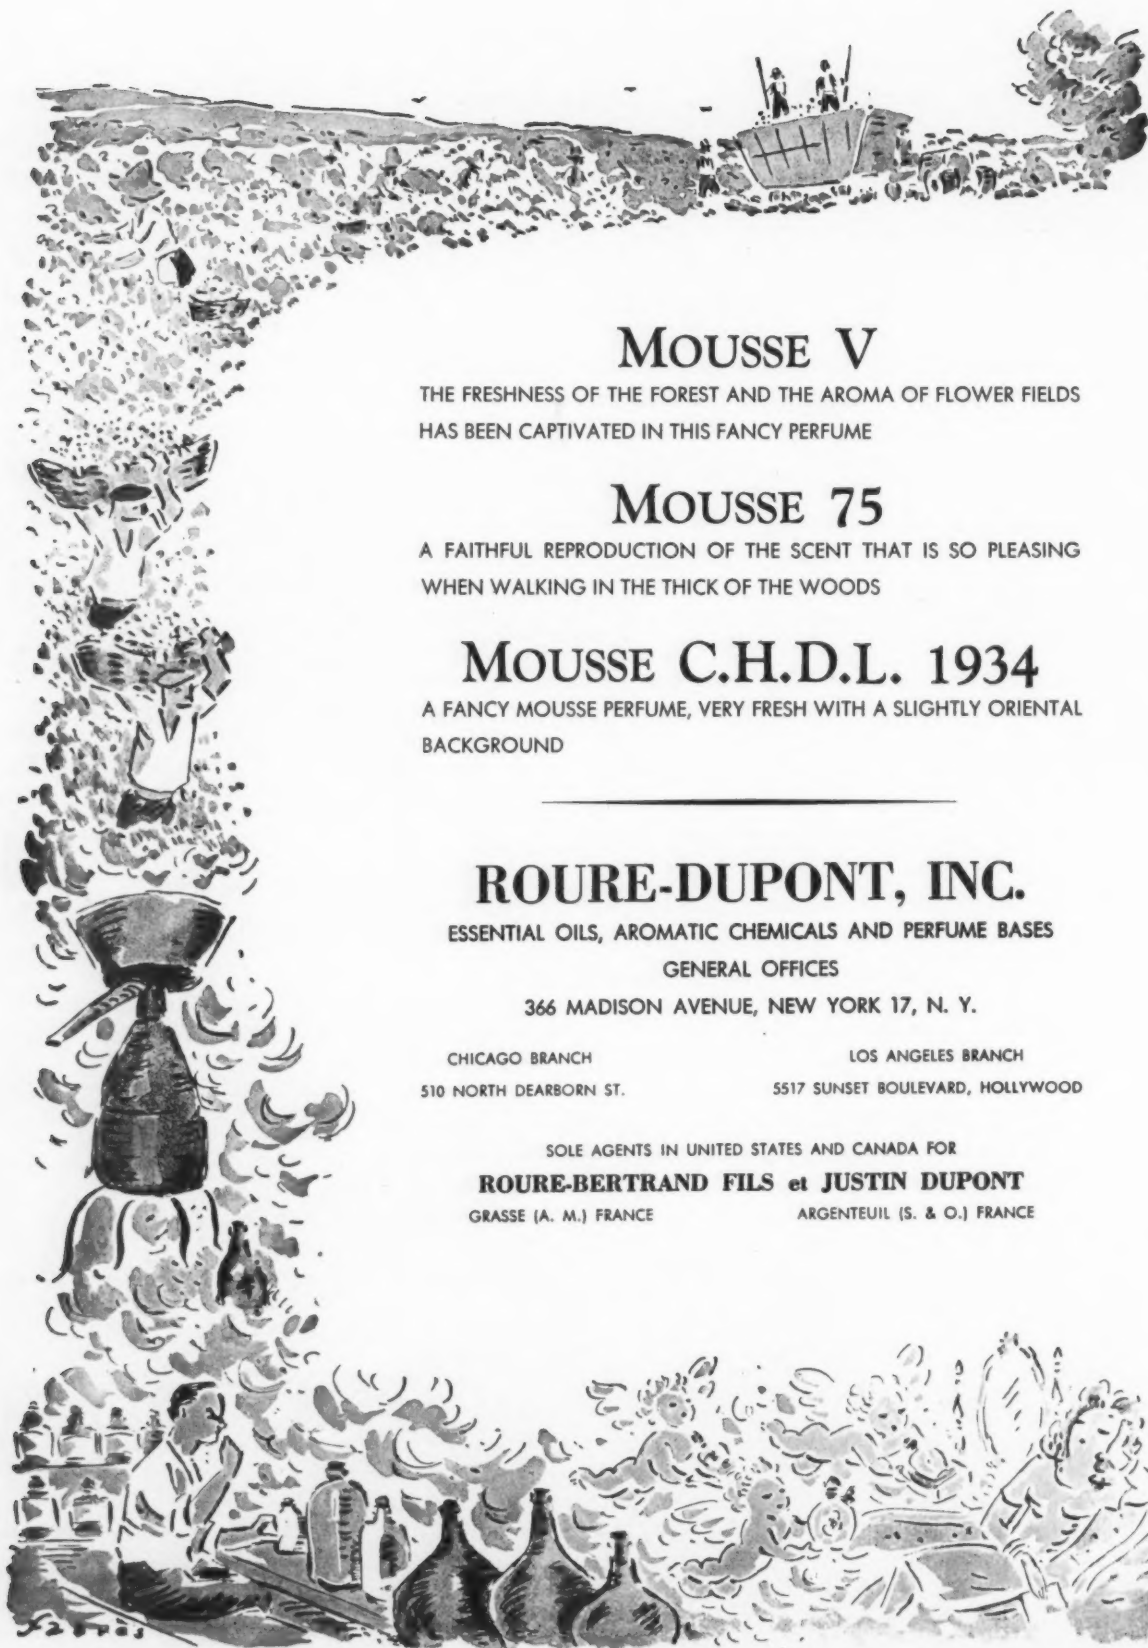 MOUSSE V
THE FRESHNESS OF THE FOREST AND THE AROMA OF FLOWER FIELDS
HAS BEEN CAPTIVATED IN THIS FANCY PERFUME
MOUSSE 75
A FAITHFUL REPRODUCTION OF THE SCENT THAT IS SO PLEASING
WHEN WALKING IN THE THICK OF THE WOODS
MOUSSE C.H.D.L. 1934
A FANCY MOUSSE PERFUME, VERY FRESH WITH A SLIGHTLY ORIENTAL
BACKGROUND
ROURE-DUPONT, INC.
ESSENTIAL OILS, AROMATIC CHEMICALS AND PERFUME BASES
GENERAL OFFICES
366 MADISON AVENUE, NEW YORK 17, N. Y.
CHICAGO BRANCH
510 NORTH DEARBORN ST.
LOS ANGELES BRANCH
5517 SUNSET BOULEVARD, HOLLYWOOD
SOLE AGENTS IN UNITED STATES AND CANADA FOR
ROURE-BERTRAND FILS et JUSTIN DUPONT
GRASSE (A. M.) FRANCE
ARGENTEUIL (S. & O.) FRANCE